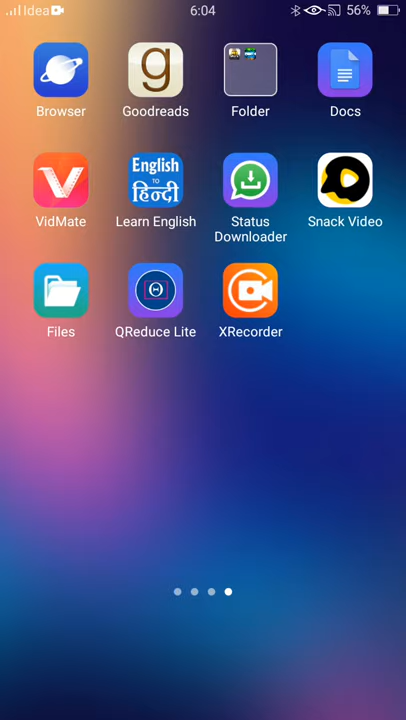 Idea 6:04 56%
g
Browser Goodreads Folder Docs
English
TO
हिन्दी
VidMate Learn English Status Downloader Snack Video
Files QReduce Lite XRecorder